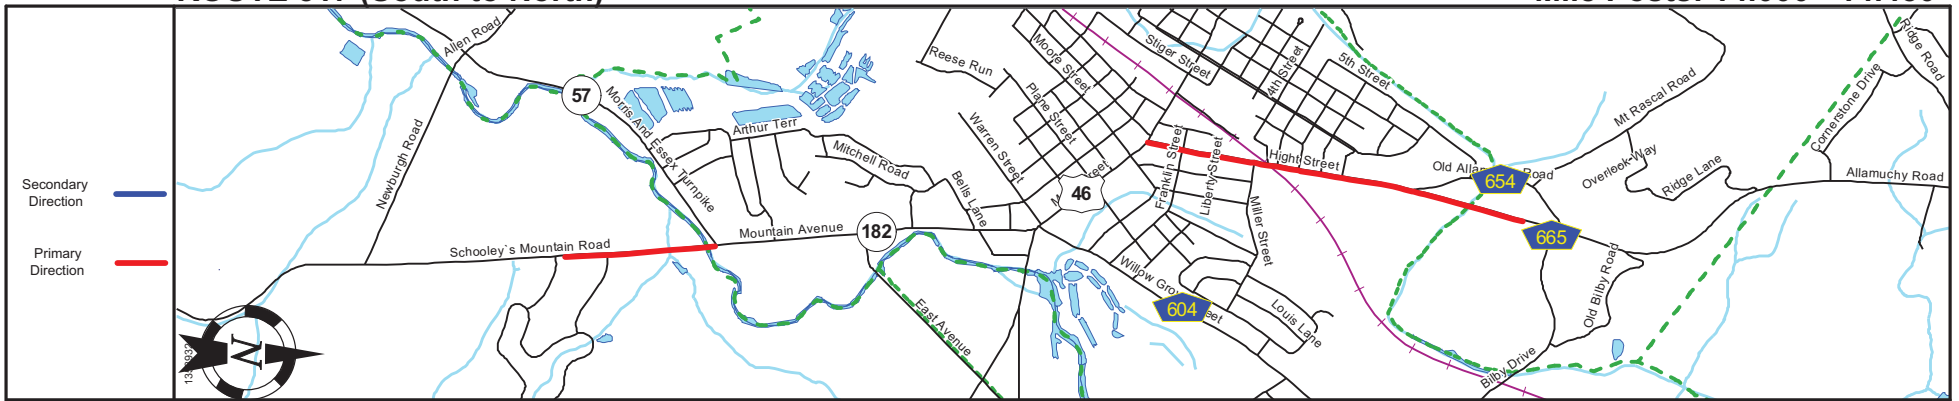 Secondary
Direction
Primary
Direction
Allen Road
Newburgh Road
57
Morris And Essex Turnpike
Arthur Terr
Mitchell Road
Bells Lane
Reese Run
Warren Street
Plane Street
Moore Street
Stiger Street
4th Street
5th Street
46
Franklin Street
Liberty Street
Hight Street
Miller Street
Old Road
654
665
Mt Rascal Road
Overlook Way
Ridge Lane
Cornerstone Drive
Ridge Road
Allamuchy Road
Schooley`s Mountain Road
Mountain Avenue
182
East Avenue
Willow
604
Louis Lane
Old Bilby Road
Bilby Drive
N